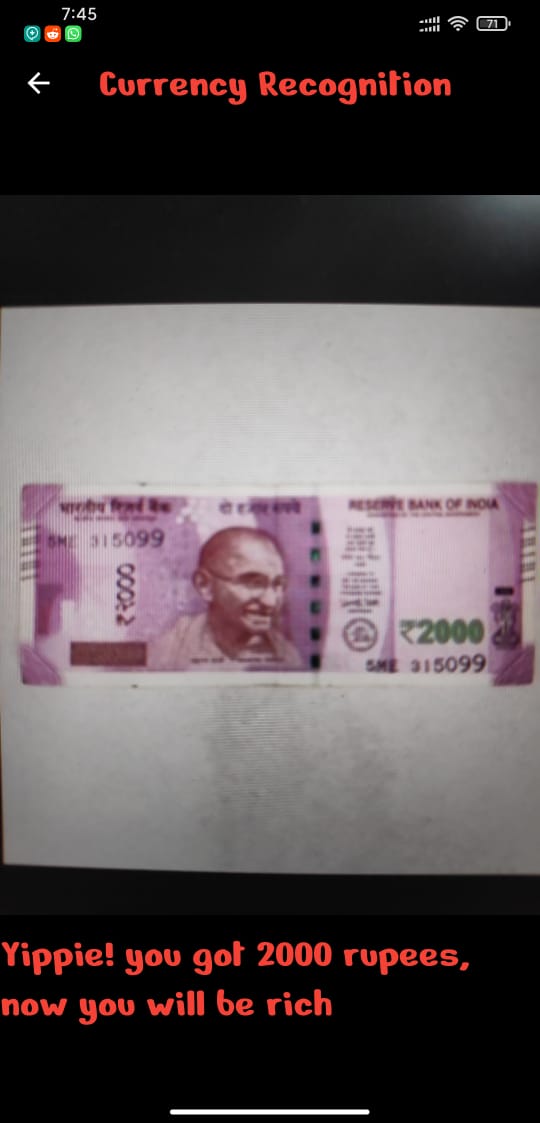 7:45
71
Currency Recognition
भारतीय रिज़र्व बैंक
दो हज़ार रुपये
RESERVE BANK OF INDIA
5ME 315099
₹2000
₹2000
5ME 315099
Yippie! you got 2000 rupees,
now you will be rich